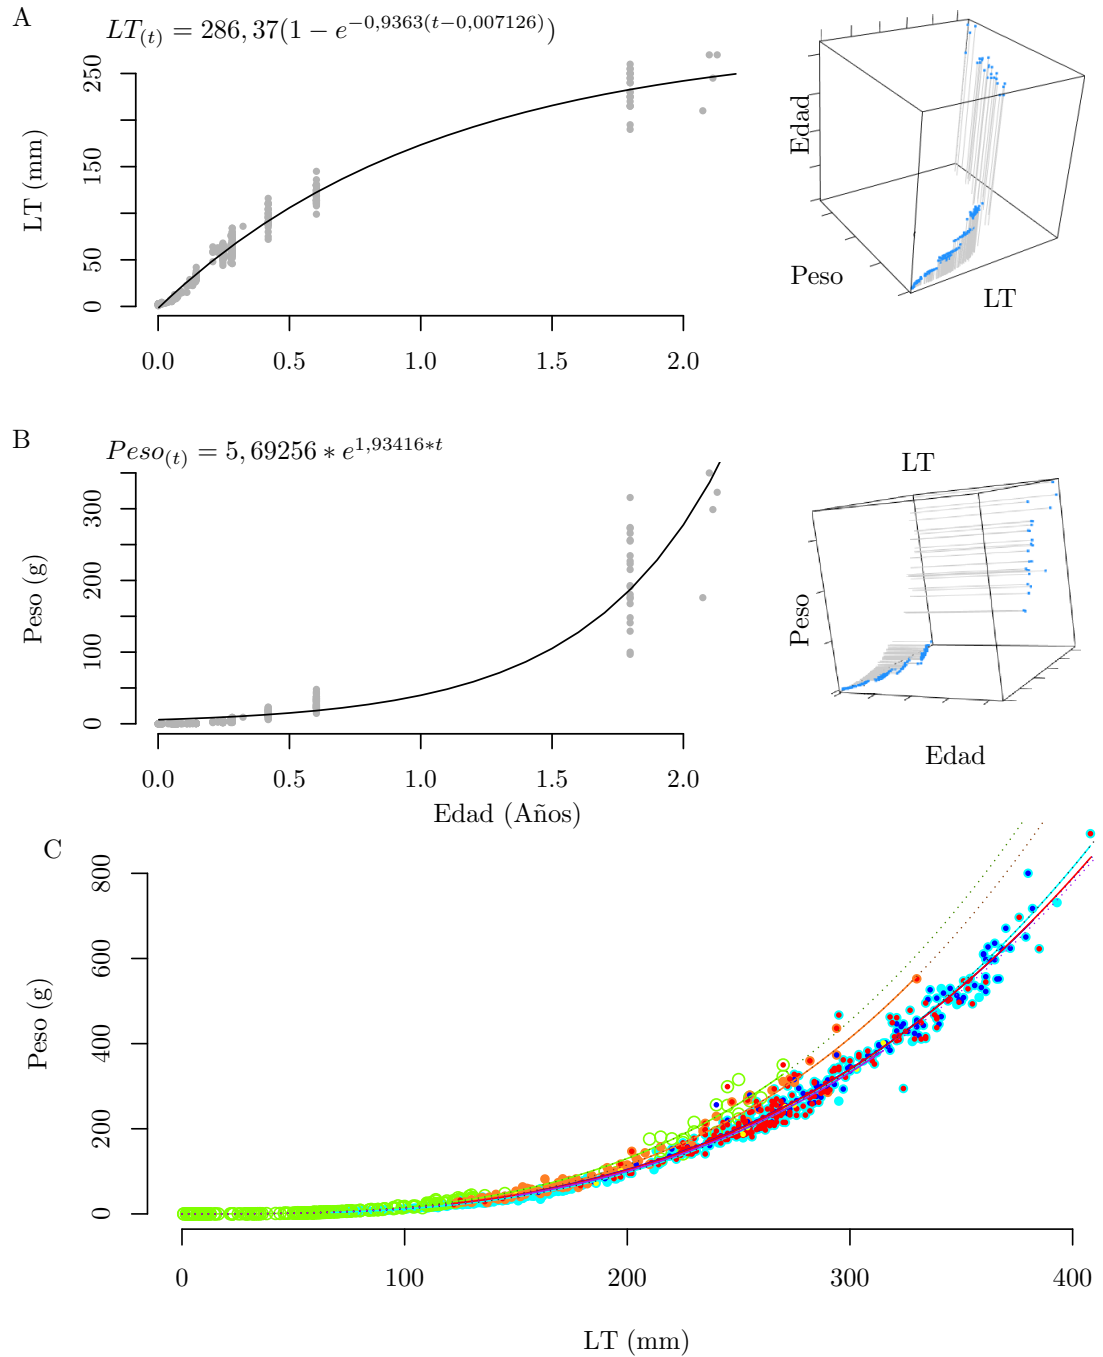 A
LT(t) = 286, 37(1 − e^−0,9363(t−0,007126))
LT (mm)
250
150
50
0
0.0 0.5 1.0 1.5 2.0
Edad
Peso
LT
B
Peso(t) = 5, 69256 ∗ e^1,93416∗t
Peso (g)
300
200
100
0
0.0 0.5 1.0 1.5 2.0
Edad (Años)
LT
Peso
Edad
C
Peso (g)
800
600
400
200
0
0 100 200 300 400
LT (mm)